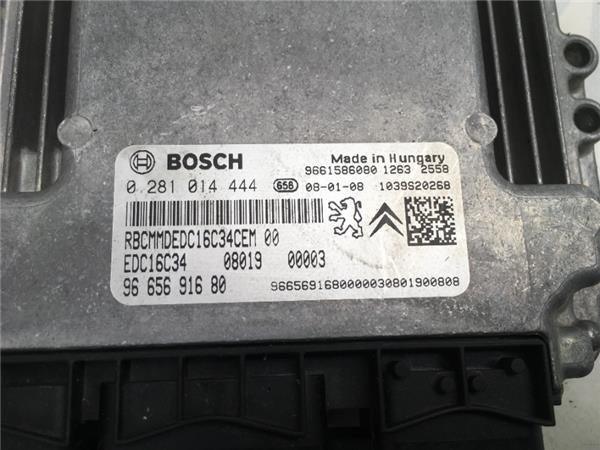 BOSCH
Made in Hungary
9661586080 1263 2558
0 281 014 444 656 08-01-08 1039S20268
RBCMMDEDC16C34CEM 00
EDC16C34 08019 00003
96 656 916 80
9665691680000030801900808